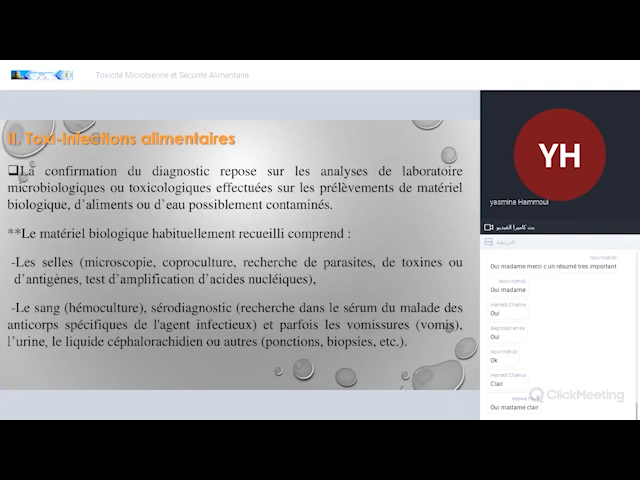 Toxicité Microbienne et Sécurité Alimentaire
II. Toxi-infections alimentaires
❑La confirmation du diagnostic repose sur les analyses de laboratoire
microbiologiques ou toxicologiques effectuées sur les prélèvements de matériel
biologique, d’aliments ou d’eau possiblement contaminés.
**Le matériel biologique habituellement recueilli comprend :
-Les selles (microscopie, coproculture, recherche de parasites, de toxines ou
d’antigènes, test d’amplification d’acides nucléiques),
-Le sang (hémoculture), sérodiagnostic (recherche dans le sérum du malade des
anticorps spécifiques de l'agent infectieux) et parfois les vomissures (vomis),
l’urine, le liquide céphalorachidien ou autres (ponctions, biopsies, etc.).
YH
yasmina Hammoui
بث كاميرا الفيديو
الدردشة
Oui madame merci c un résumé tres important
Oui madame
Hamadi Chaima
Oui
Oui
Ok
Hamadi Chaima
Clair
Oui madame clair
ClickMeeting